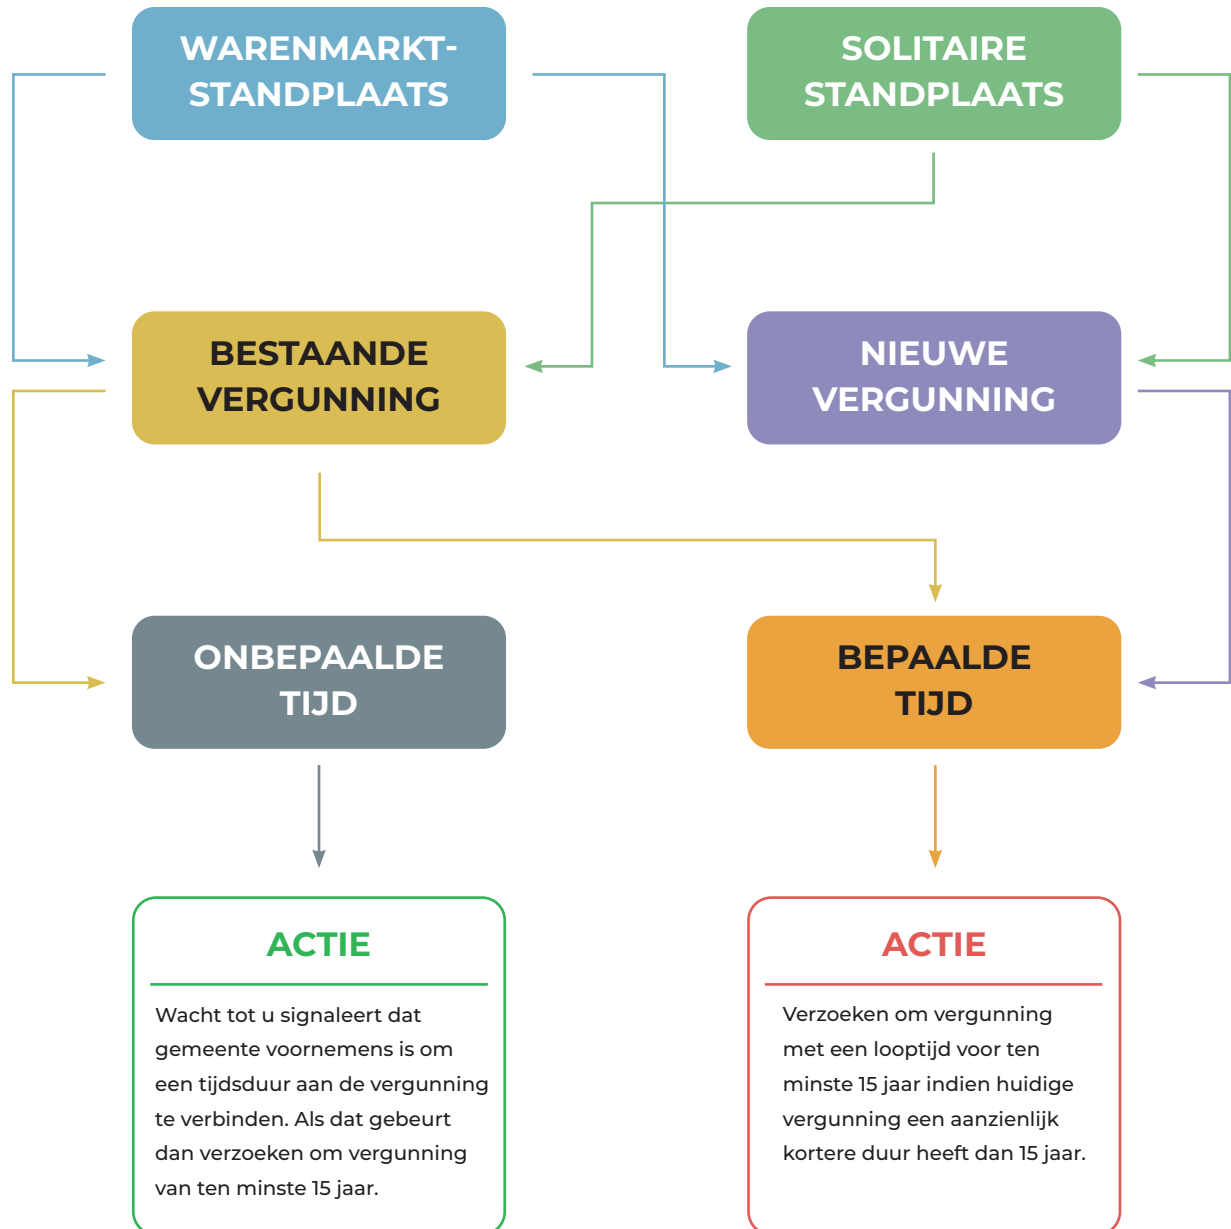 WARENMARKT-
STANDPLAATS
SOLITAIRE
STANDPLAATS
BESTAANDE
VERGUNNING
NIEUWE
VERGUNNING
ONBEPAALDE
TIJD
BEPAALDE
TIJD
ACTIE
Wacht tot u signaleert dat
gemeente voornemens is om
een tijdsduur aan de vergunning
te verbinden. Als dat gebeurt
dan verzoeken om vergunning
van ten minste 15 jaar.
ACTIE
Verzoeken om vergunning
met een looptijd voor ten
minste 15 jaar indien huidige
vergunning een aanzienlijk
kortere duur heeft dan 15 jaar.